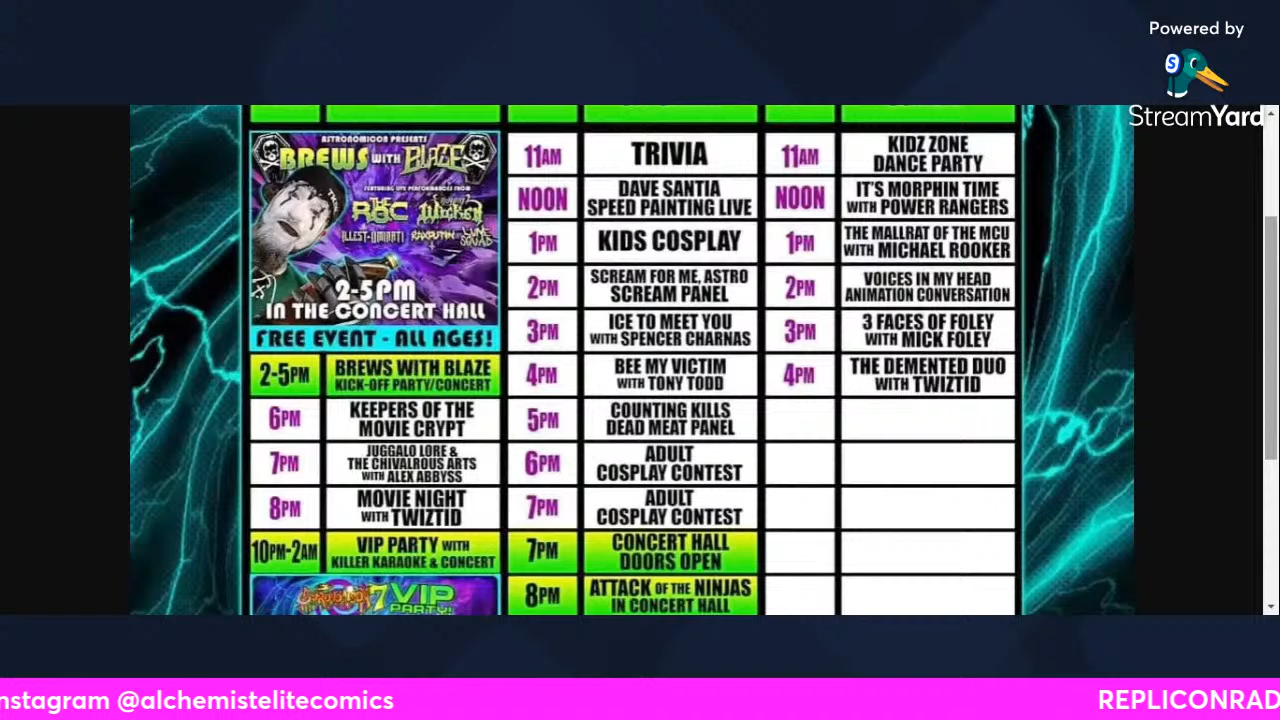 Powered by
StreamYard
ASTRONOMICON PRESENTS
BREWS WITH BLAZE
FEATURING LIVE PERFORMANCES FROM
THE ROC
ILLEST UMINATI
2-5PM
IN THE CONCERT HALL
FREE EVENT - ALL AGES!
2-5PM
BREWS WITH BLAZE
KICK-OFF PARTY/CONCERT
6PM
KEEPERS OF THE
MOVIE CRYPT
7PM
JUGGALO LORE &
THE CHIVALROUS ARTS
WITH ALEX ABBYSS
8PM
MOVIE NIGHT
WITH TWIZTID
10PM-2AM
VIP PARTY WITH
KILLER KARAOKE & CONCERT
7 VIP
PARTY!
11AM
TRIVIA
NOON
DAVE SANTIA
SPEED PAINTING LIVE
1PM
KIDS COSPLAY
2PM
SCREAM FOR ME, ASTRO
SCREAM PANEL
3PM
ICE TO MEET YOU
WITH SPENCER CHARNAS
4PM
BEE MY VICTIM
WITH TONY TODD
5PM
COUNTING KILLS
DEAD MEAT PANEL
6PM
ADULT
COSPLAY CONTEST
7PM
ADULT
COSPLAY CONTEST
7PM
CONCERT HALL
DOORS OPEN
8PM
ATTACK OF THE NINJAS
IN CONCERT HALL
11AM
KIDZ ZONE
DANCE PARTY
NOON
IT'S MORPHIN TIME
WITH POWER RANGERS
1PM
THE MALLRAT OF THE MCU
WITH MICHAEL ROOKER
2PM
VOICES IN MY HEAD
ANIMATION CONVERSATION
3PM
3 FACES OF FOLEY
WITH MICK FOLEY
4PM
THE DEMENTED DUO
WITH TWIZTID
nstagram @alchemistelitecomics
REPLICONRAD